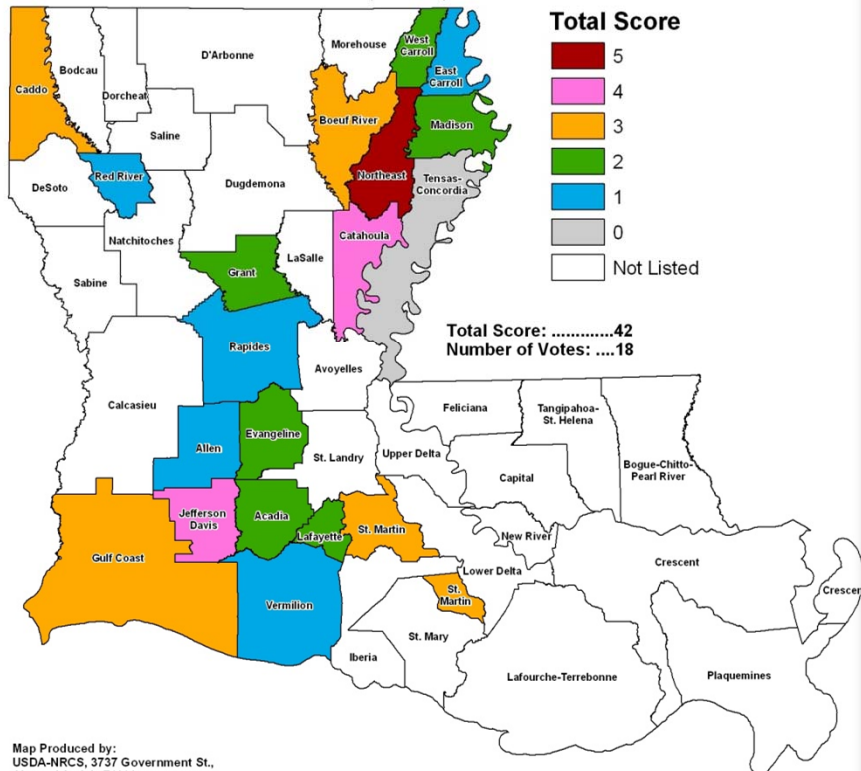 Total Score
5
4
3
2
1
0
Not Listed
Total Score: .............42
Number of Votes: ....18
Caddo
Bodcau
Dorcheat
D'Arbonne
Morehouse
West
Carroll
East
Carroll
Saline
Boeuf River
Madison
DeSoto
Red River
Dugdemona
Northeast
Tensas-
Concordia
Natchitoches
Catahoula
LaSalle
Grant
Sabine
Rapides
Avoyelles
Calcasieu
Feliciana
Tangipahoa-
St. Helena
Allen
Evangeline
St. Landry
Upper Delta
Capital
Bogue-Chitto-
Pearl River
Jefferson
Davis
Acadia
Lafayette
St. Martin
New River
Gulf Coast
Crescent
Lower Delta
Crescen
Vermilion
St.
Martin
St. Mary
Iberia
Lafourche-Terrebonne
Plaquemines
Map Produced by:
USDA-NRCS, 3737 Government St.,